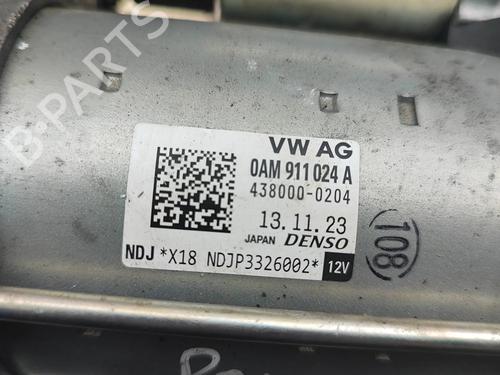 B-PARTS
VW AG
0AM 911 024 A
438000-0204
13.11.23
JAPAN DENSO
NDJ *X18 NDJP3326002* 12V
108